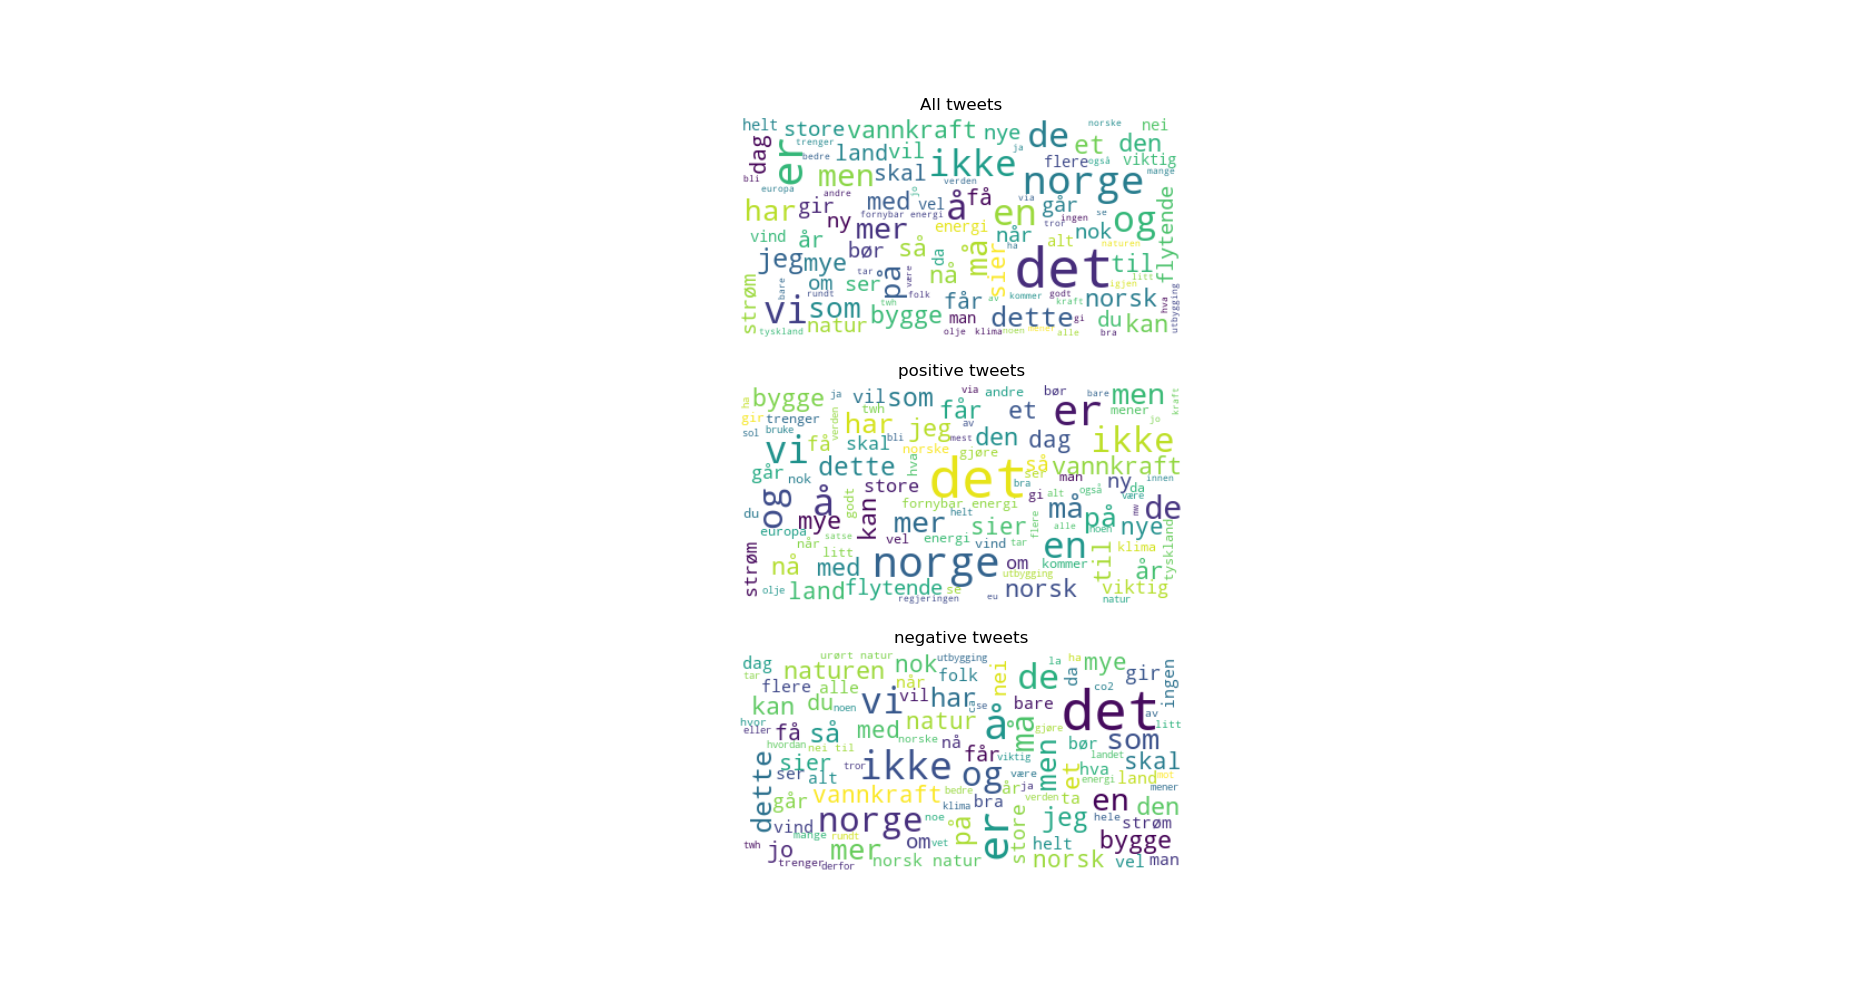 All tweets
helt store vannkraft nye de norske nei
dag er trenger bedre land vil ikke ja et den
flere også viktig
bli men skal verden norge mange
europa andre jo
har gir med vel å få via går og flytende
ny fornybar energi tror ingen se
vind år mer energi en når nok
jeg mye bør så da må sier ha alt naturen
det til
strøm bare om tar ser på være nå litt igjen
rundt folk får av kommer godt kraft norsk hva utbygging
vi som twh bygge man dette gi du kan
tyskland natur olje klima noen mener alle bra
positive tweets
ha bygge ja vil som via andre bør bare men kraft
gir trenger verden twh får et er mener
sol bruke har jeg av den dag ikke jo
vi få skal bli norske mest
går dette hva gjøre så vannkraft
nok store det ser man ny innen
og å godt kan fornybar energi bra gi alt også da være
du mye mer helt flere må på mw de
europa satse vel sier alle noen nye
når energi vind tar en til klima tyskland
strøm nå litt med norge om kommer år
olje land flytende utbygging norsk viktig
regjeringen se eu natur
negative tweets
dag urørt natur utbygging la ha mye
tar naturen nok folk nei de da gir ingen
flere alle når co2
kan du noen vi vil har se bare det av
hvor eller få så med natur å må gjøre litt
hvordan nei til norske nå får viktig men bør som
dette sier ser alt tror ikke og være et hva landet skal
går vannkraft bedre år ja energi land mot
klima bra verden ta mener
vind norge noe på er store en den
mange rundt om vet jeg hele strøm
twh jo mer helt bygge
trenger derfor norsk natur norsk vel man